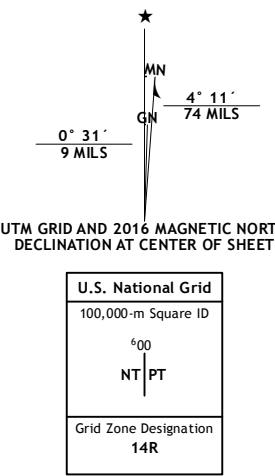 ★
MN
4° 11´
74 MILS
GN
0° 31´
9 MILS
UTM GRID AND 2016 MAGNETIC NORT
DECLINATION AT CENTER OF SHEET
U.S. National Grid
100,000-m Square ID
⁶00
NT PT
Grid Zone Designation
14R